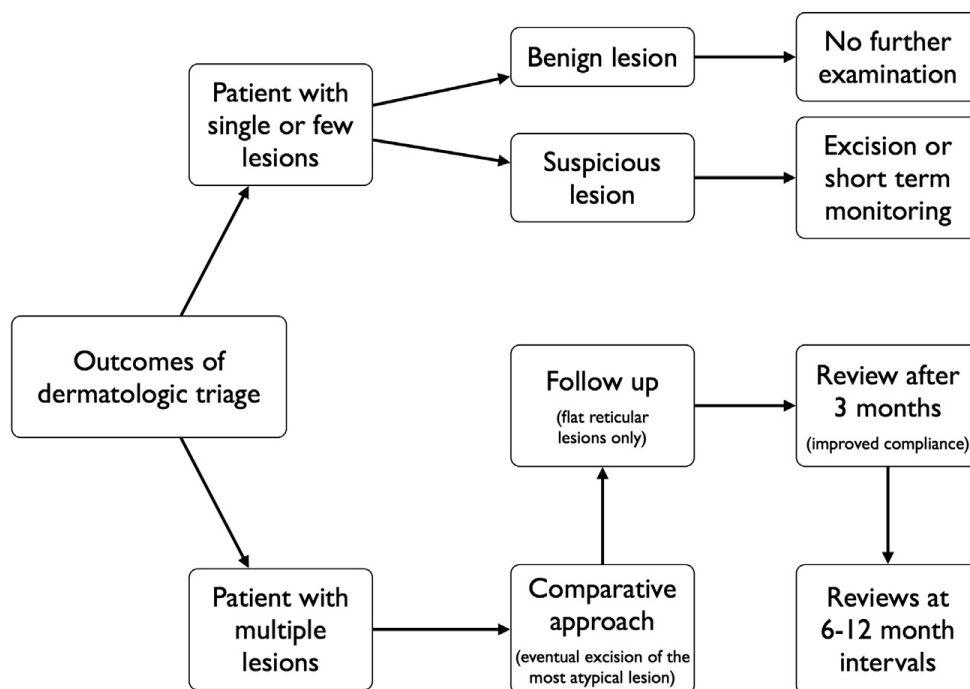 Outcomes of
dermatologic triage
Patient with
single or few
lesions
Benign lesion
No further
examination
Suspicious
lesion
Excision or
short term
monitoring
Patient with
multiple
lesions
Comparative
approach
(eventual excision of the
most atypical lesion)
Follow up
(flat reticular
lesions only)
Review after
3 months
(improved compliance)
Reviews at
6-12 month
intervals